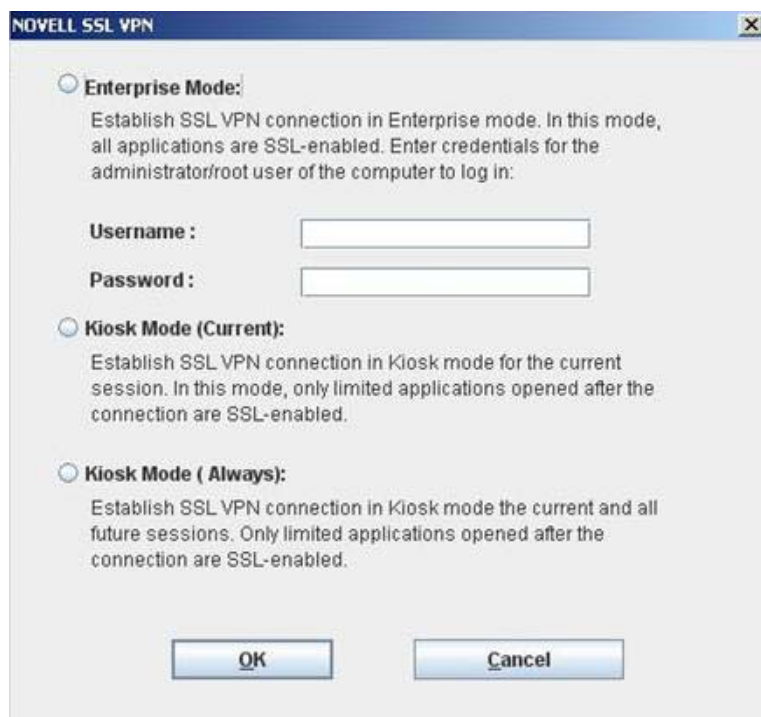 NOVELL SSL VPN
Enterprise Mode:
Establish SSL VPN connection in Enterprise mode. In this mode,
all applications are SSL-enabled. Enter credentials for the
administrator/root user of the computer to log in:
Username :
Password :
Kiosk Mode (Current):
Establish SSL VPN connection in Kiosk mode for the current
session. In this mode, only limited applications opened after the
connection are SSL-enabled.
Kiosk Mode ( Always):
Establish SSL VPN connection in Kiosk mode the current and all
future sessions. Only limited applications opened after the
connection are SSL-enabled.
OK
Cancel